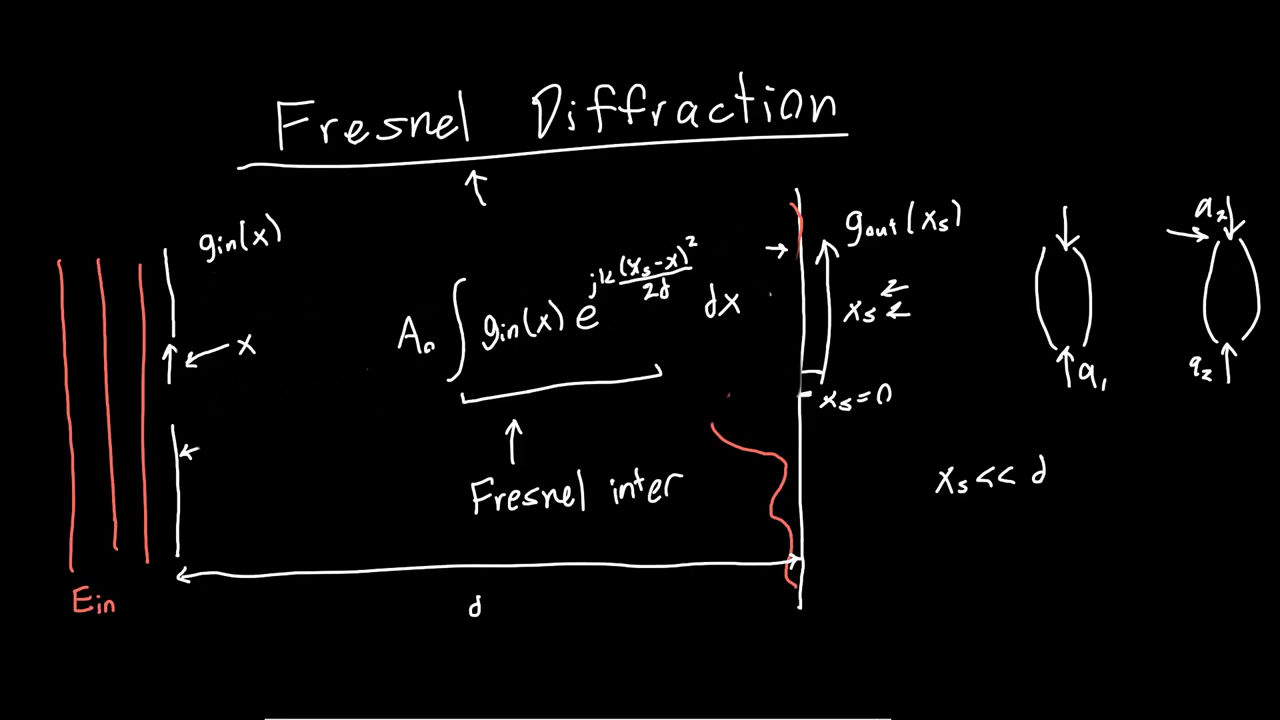 Fresnel Diffraction
gin(x)
gout(xs)
a2
A0 ∫ gin(x) e^{jk (xs-x)^2 / 2d} dx
xs
x
a1
a2
xs=0
Fresnel inter
xs << d
Ein
d